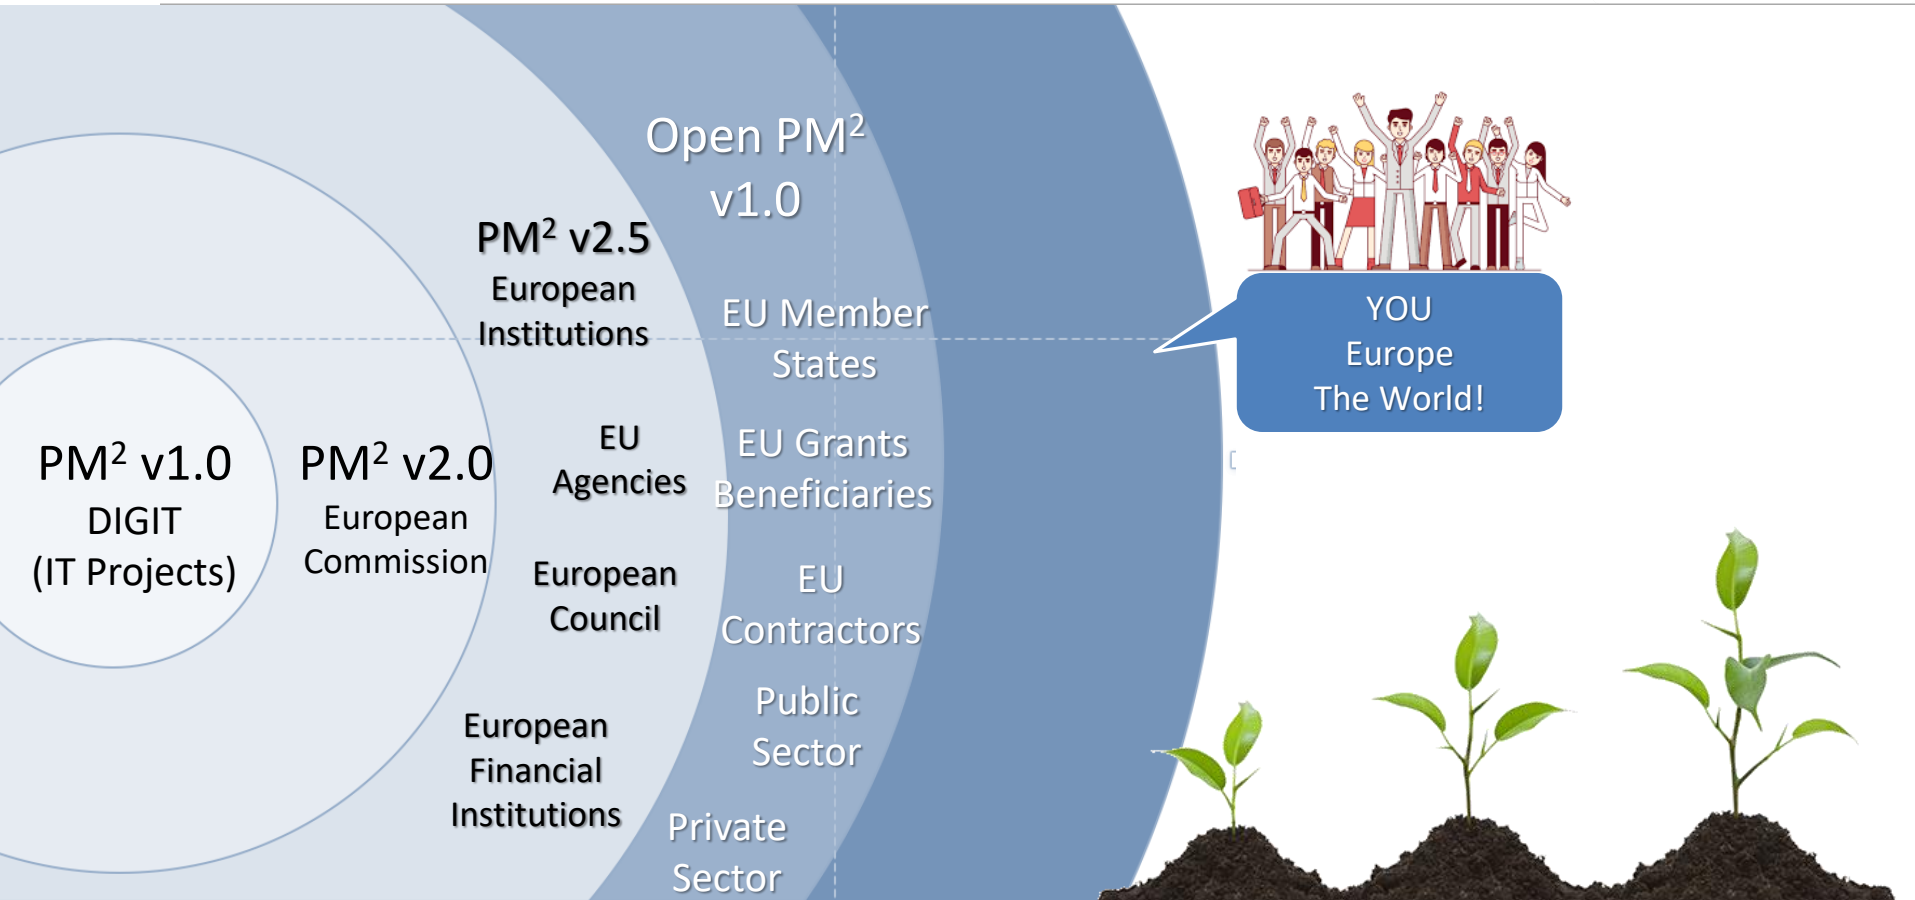 PM² v1.0
DIGIT
(IT Projects)
PM² v2.0
European
Commission
PM² v2.5
European
Institutions
EU
Agencies
European
Council
European
Financial
Institutions
Open PM²
v1.0
EU Member
States
EU Grants
Beneficiaries
EU
Contractors
Public
Sector
Private
Sector
YOU
Europe
The World!